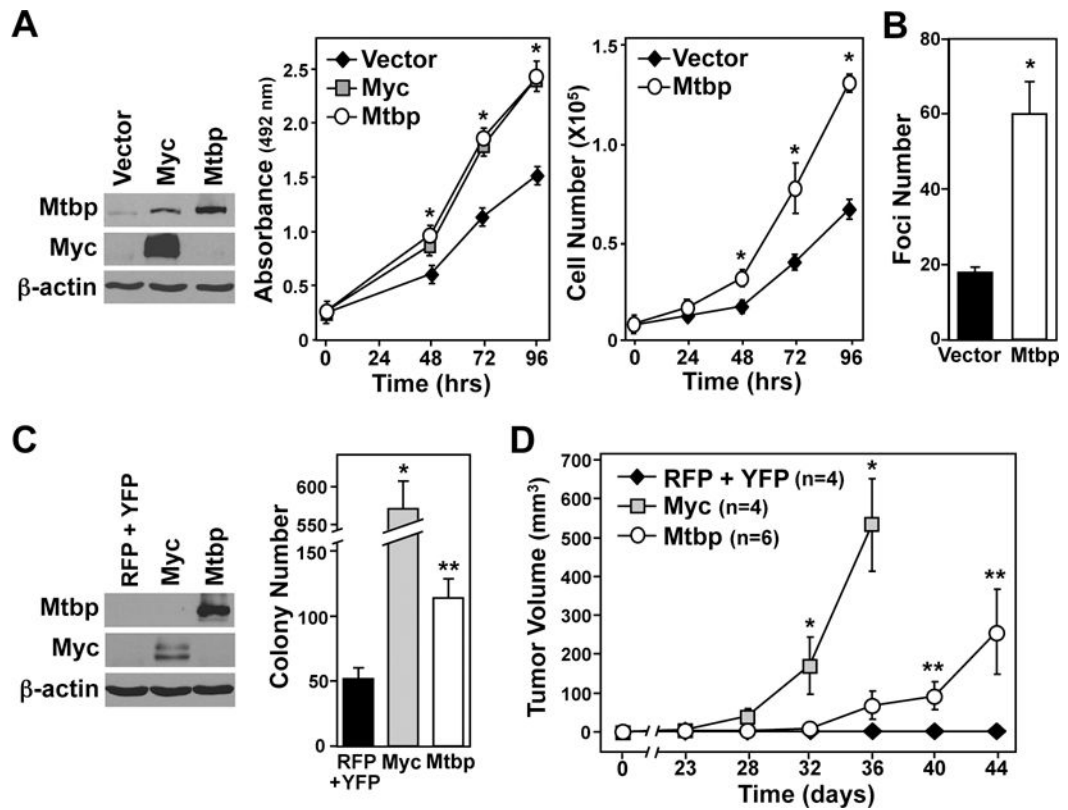 A
Vector
Myc
Mtbp
Mtbp
Myc
β-actin
Absorbance (492 nm)
2.5
2.0
1.5
1.0
0.5
0
Vector
Myc
Mtbp
*
*
*
0 24 48 72 96
Time (hrs)
Cell Number (X10⁵)
1.5
1.0
0.5
0
Vector
Mtbp
*
*
*
0 24 48 72 96
Time (hrs)
B
Foci Number
80
60
40
20
0
*
Vector Mtbp
C
RFP + YFP
Myc
Mtbp
Mtbp
Myc
β-actin
Colony Number
600
550
150
100
50
0
*
**
RFP
+YFP
Myc Mtbp
D
Tumor Volume (mm³)
700
600
500
400
300
200
100
0
RFP + YFP (n=4)
Myc (n=4)
Mtbp (n=6)
*
*
**
**
0 23 28 32 36 40 44
Time (days)